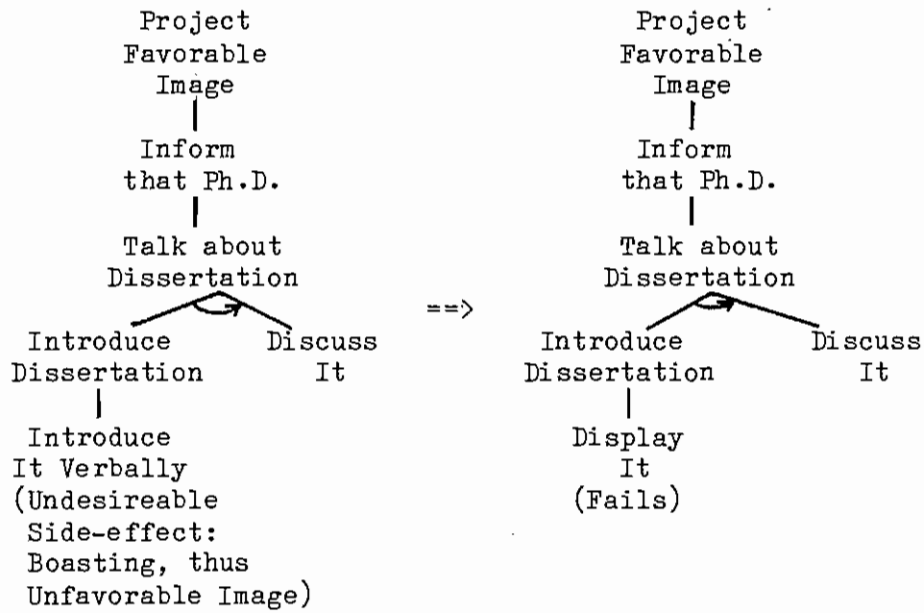 Project
Favorable
Image
Inform
that Ph.D.
Talk about
Dissertation
Introduce
Dissertation
Discuss
It
Introduce
It Verbally
(Undesireable
Side-effect:
Boasting, thus
Unfavorable Image)
==>
Project
Favorable
Image
Inform
that Ph.D.
Talk about
Dissertation
Introduce
Dissertation
Discuss
It
Display
It
(Fails)